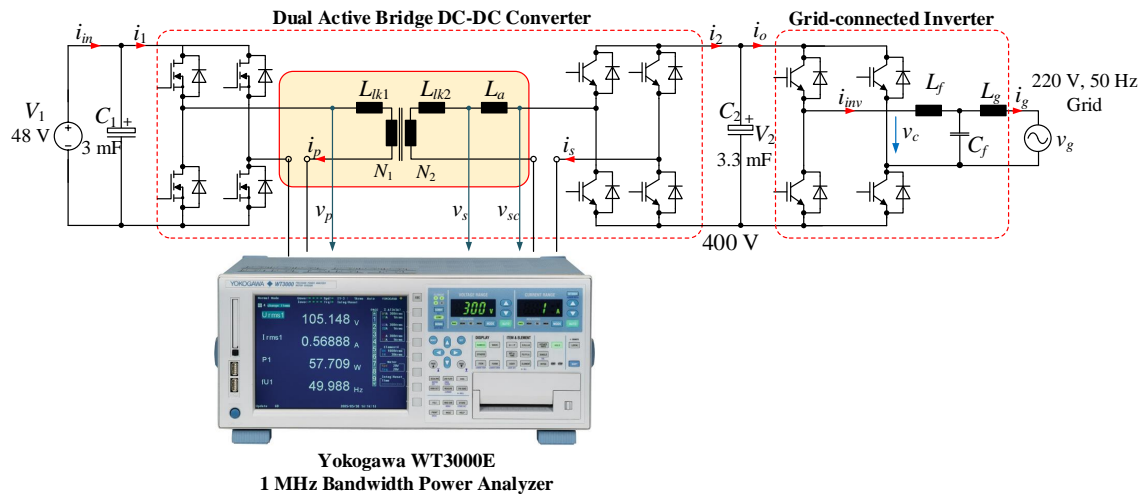 Dual Active Bridge DC-DC Converter
Grid-connected Inverter
i_in
i_1
i_2
i_o
L_lk1
L_lk2
L_a
L_f
L_g
i_g
220 V, 50 Hz
Grid
V_1
48 V
C_1
+
3 mF
i_p
N_1
N_2
i_s
C_2
+
V_2
3.3 mF
i_inv
v_c
C_f
v_g
v_p
v_s
v_sc
400 V
YOKOGAWA
WT3000
Urms1 105.148 V
Irms1 0.56888 A
P1 57.709 W
fU1 49.988 Hz
300 V
1 A
Yokogawa WT3000E
1 MHz Bandwidth Power Analyzer